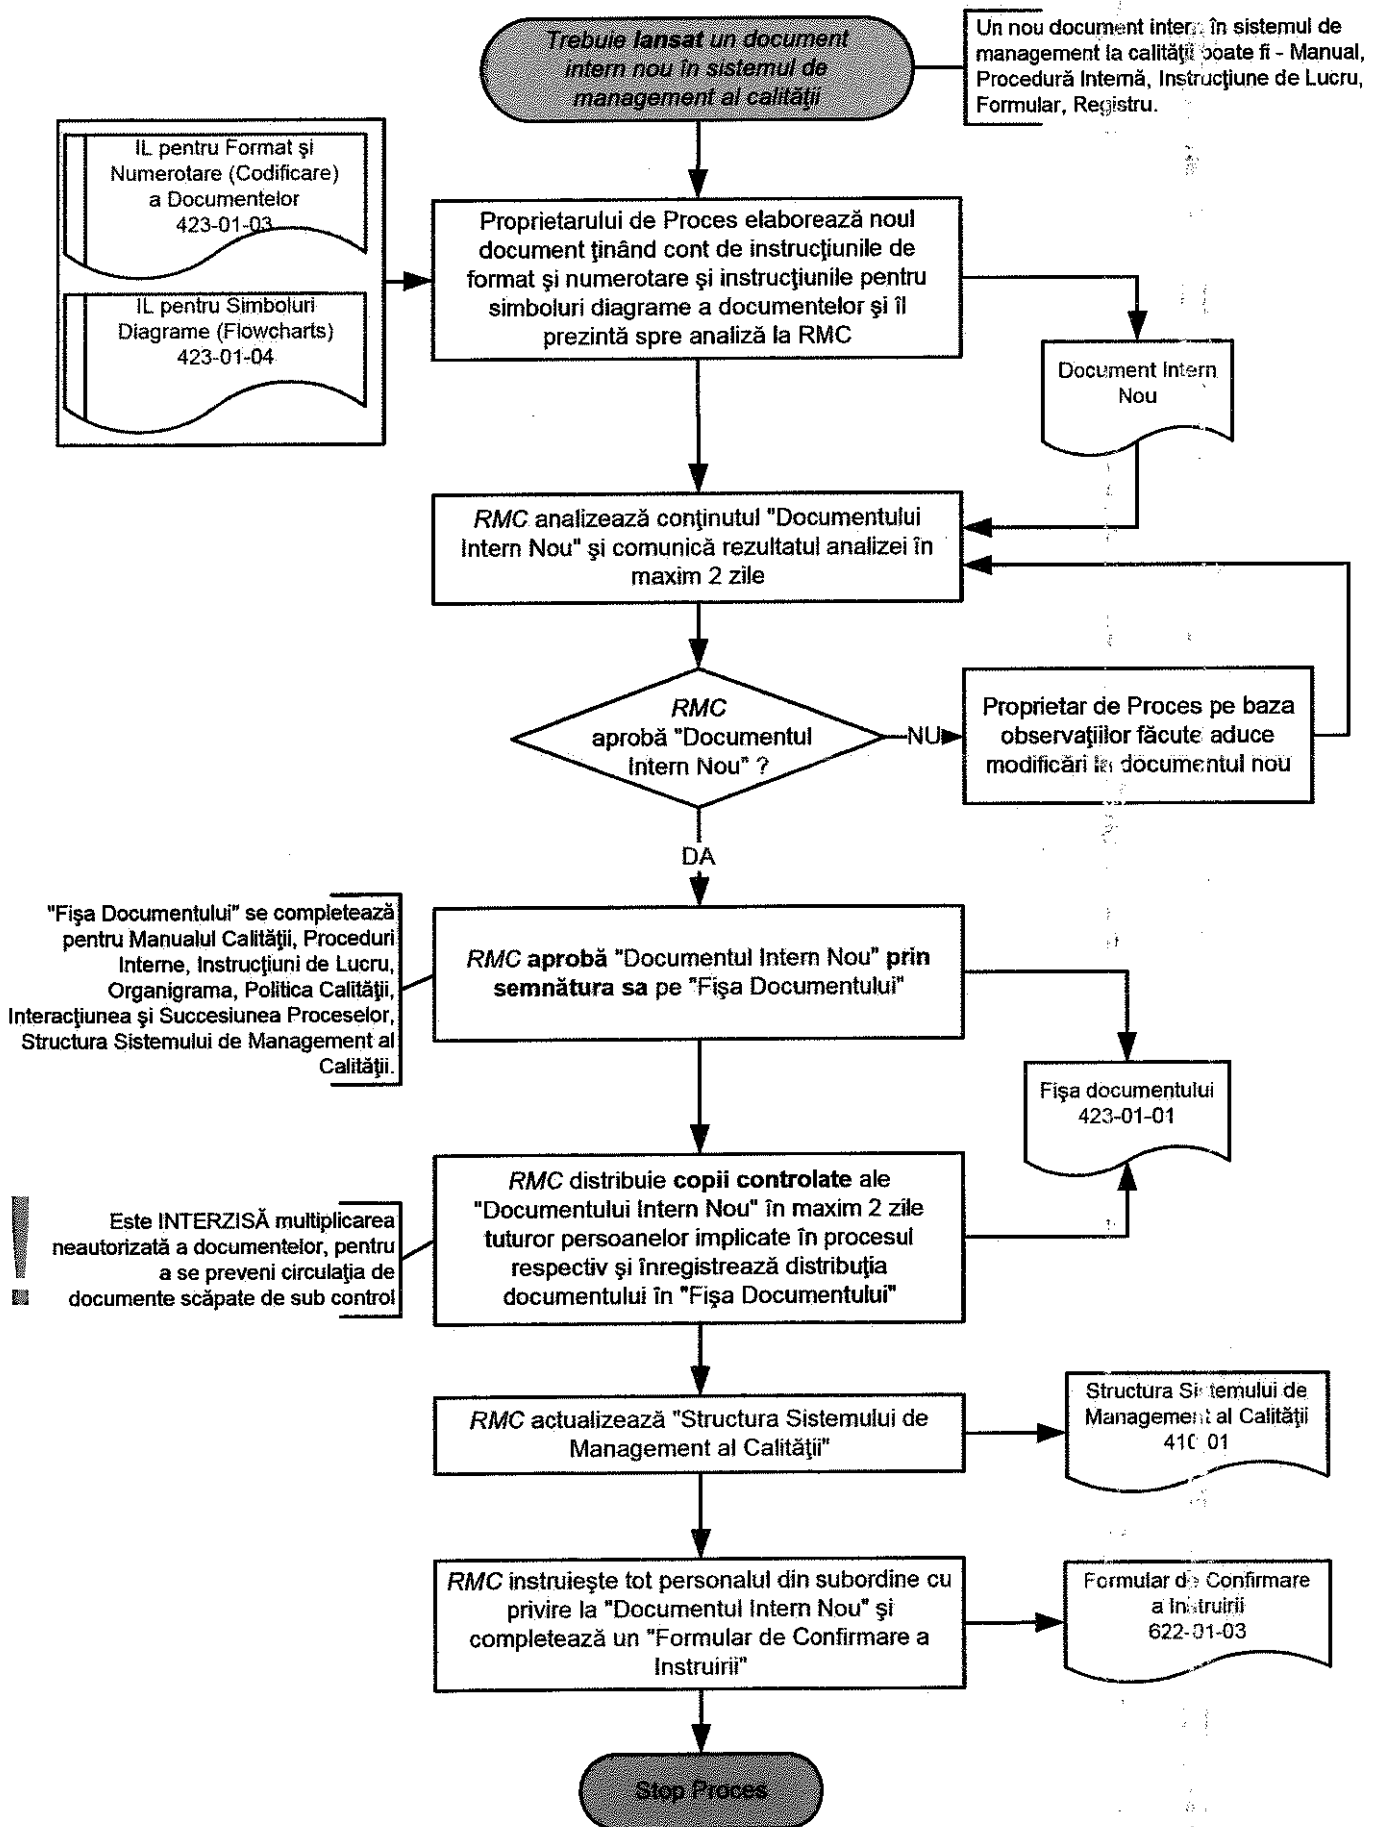 Trebuie lansat un document
intern nou în sistemul de
management al calităţii
Un nou document intern în sistemul de
management la calităţii poate fi - Manual,
Procedură Internă, Instrucţiune de Lucru,
Formular, Registru.
IL pentru Format şi
Numerotare (Codificare)
a Documentelor
423-01-03
IL pentru Simboluri
Diagrame (Flowcharts)
423-01-04
Proprietarului de Proces elaborează noul
document ţinând cont de instrucţiunile de
format şi numerotare şi instrucţiunile pentru
simboluri diagrame a documentelor şi îl
prezintă spre analiză la RMC
Document Intern
Nou
RMC analizează conţinutul "Documentului
Intern Nou" şi comunică rezultatul analizei în
maxim 2 zile
RMC
aprobă "Documentul
Intern Nou" ?
NU
Proprietar de Proces pe baza
observaţiilor făcute aduce
modificări la documentul nou
DA
"Fişa Documentului" se completează
pentru Manualul Calităţii, Proceduri
Interne, Instrucţiuni de Lucru,
Organigrama, Politica Calităţii,
Interacţiunea şi Succesiunea Proceselor,
Structura Sistemului de Management al
Calităţii.
RMC aprobă "Documentul Intern Nou" prin
semnătura sa pe "Fişa Documentului"
Fişa documentului
423-01-01
!
Este INTERZISĂ multiplicarea
neautorizată a documentelor, pentru
a se preveni circulaţia de
documente scăpate de sub control
RMC distribuie copii controlate ale
"Documentului Intern Nou" în maxim 2 zile
tuturor persoanelor implicate în procesul
respectiv şi înregistrează distribuţia
documentului în "Fişa Documentului"
RMC actualizează "Structura Sistemului de
Management al Calităţii"
Structura Sistemului de
Management al Calităţii
410-01
RMC instruieşte tot personalul din subordine cu
privire la "Documentul Intern Nou" şi
completează un "Formular de Confirmare a
Instruirii"
Formular de Confirmare
a Instruirii
622-01-03
Stop Proces